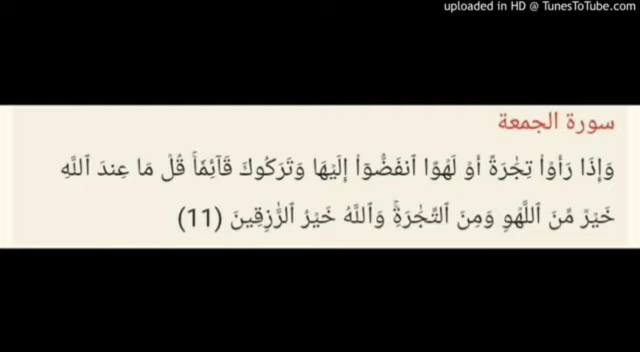 uploaded in HD @ TunesToTube.com
سورة الجمعة
وَإِذَا رَأَوْا۟ تِجَٰرَةً أَوْ لَهْوًا ٱنفَضُّوٓا۟ إِلَيْهَا وَتَرَكُوكَ قَآئِمًا ۚ قُلْ مَا عِندَ ٱللَّهِ
خَيْرٌ مِّنَ ٱللَّهْوِ وَمِنَ ٱلتِّجَٰرَةِ ۚ وَٱللَّهُ خَيْرُ ٱلرَّٰزِقِينَ (11)